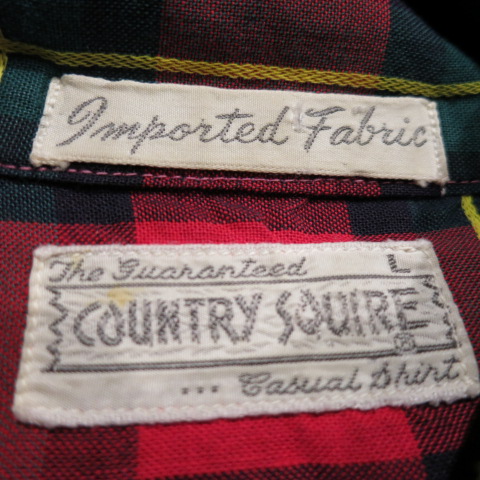 Imported Fabric
The Guaranteed L
COUNTRY SQUIRE
... Casual Shirt